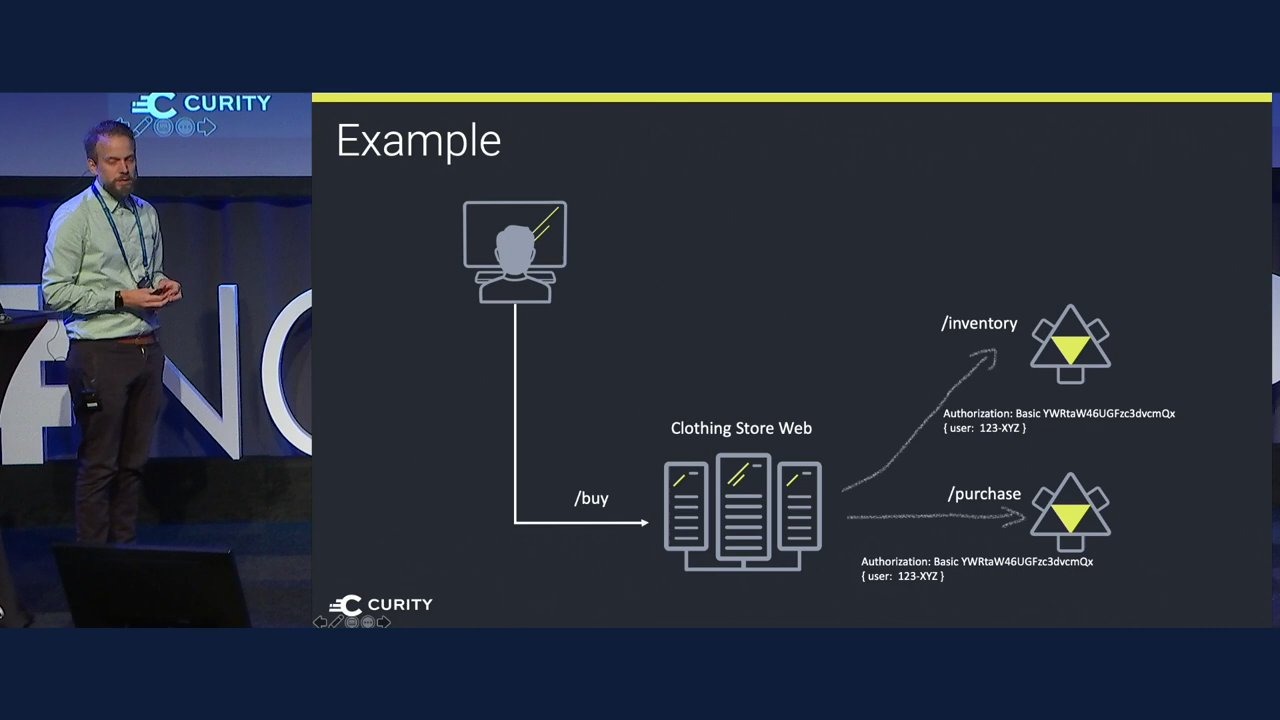 CURITY
Example
/inventory
Authorization: Basic YWRtaW46UGFzc3dvcmQx
{ user: 123-XYZ }
Clothing Store Web
/buy
/purchase
Authorization: Basic YWRtaW46UGFzc3dvcmQx
{ user: 123-XYZ }
CURITY